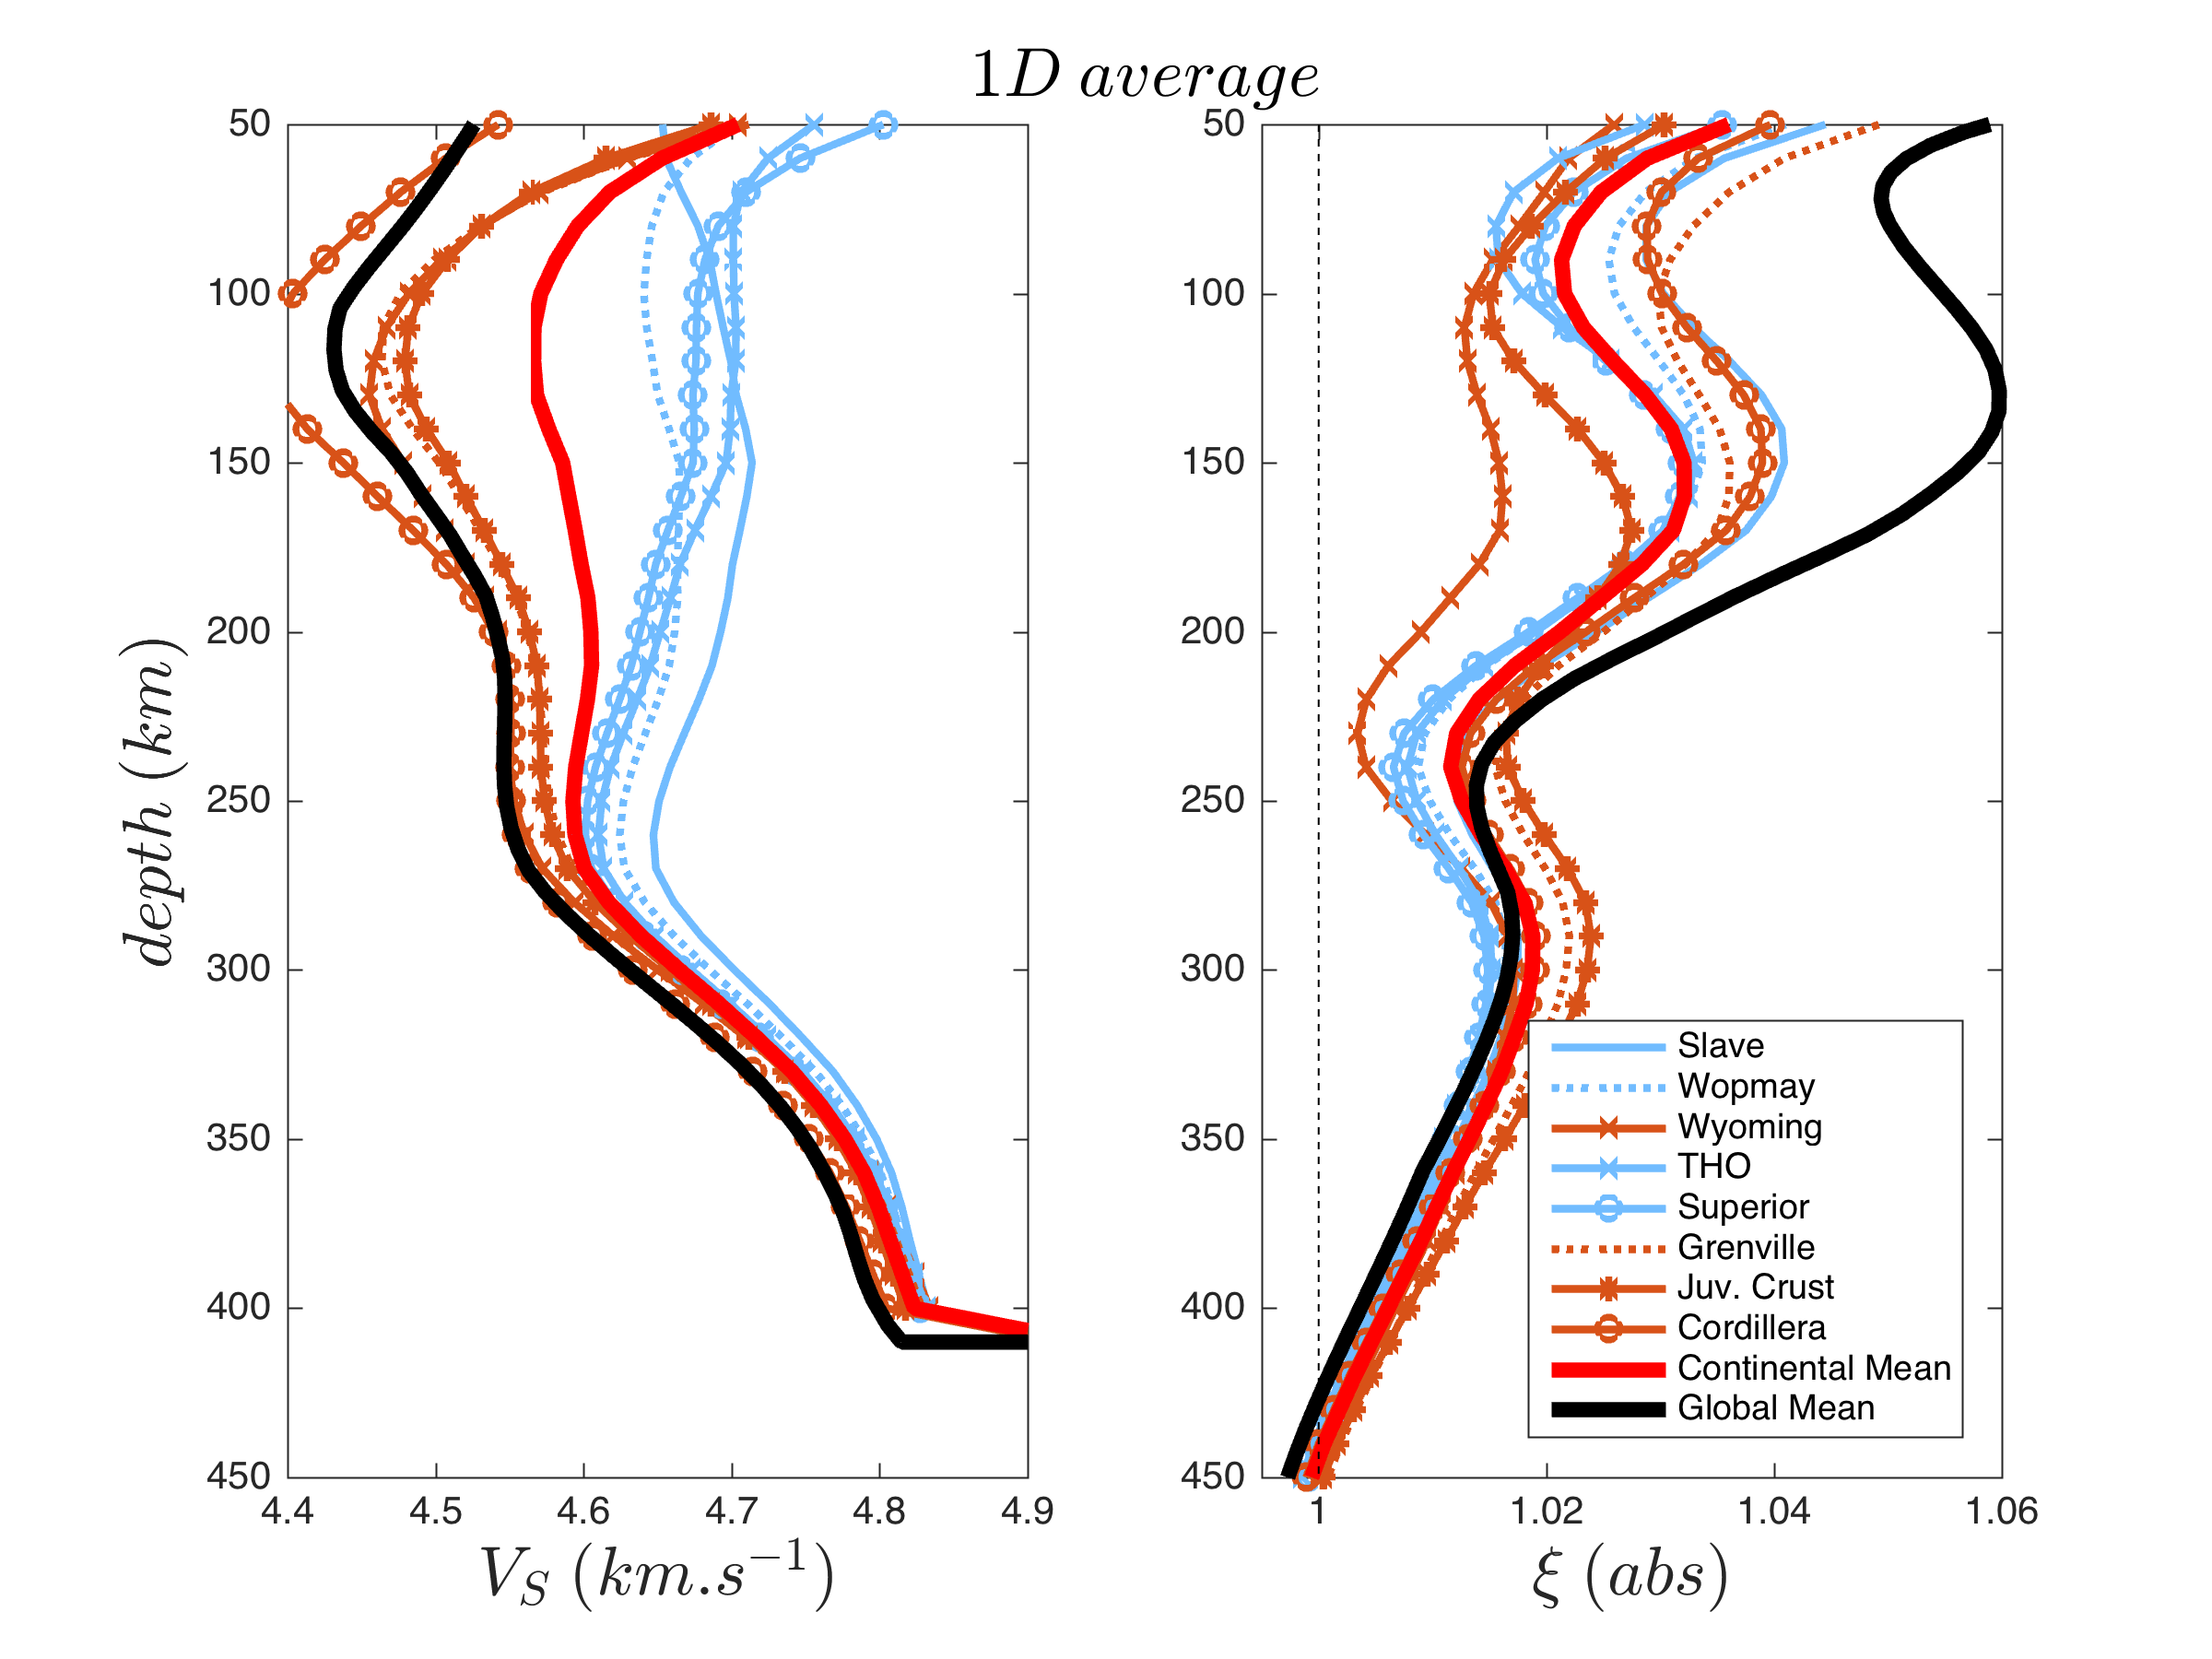 1D average
50
100
150
200
250
300
350
400
450
4.4 4.5 4.6 4.7 4.8 4.9
depth (km)
V_S (km.s^{-1})
50
100
150
200
250
300
350
400
450
1 1.02 1.04 1.06
ξ (abs)
Slave
Wopmay
Wyoming
THO
Superior
Grenville
Juv. Crust
Cordillera
Continental Mean
Global Mean